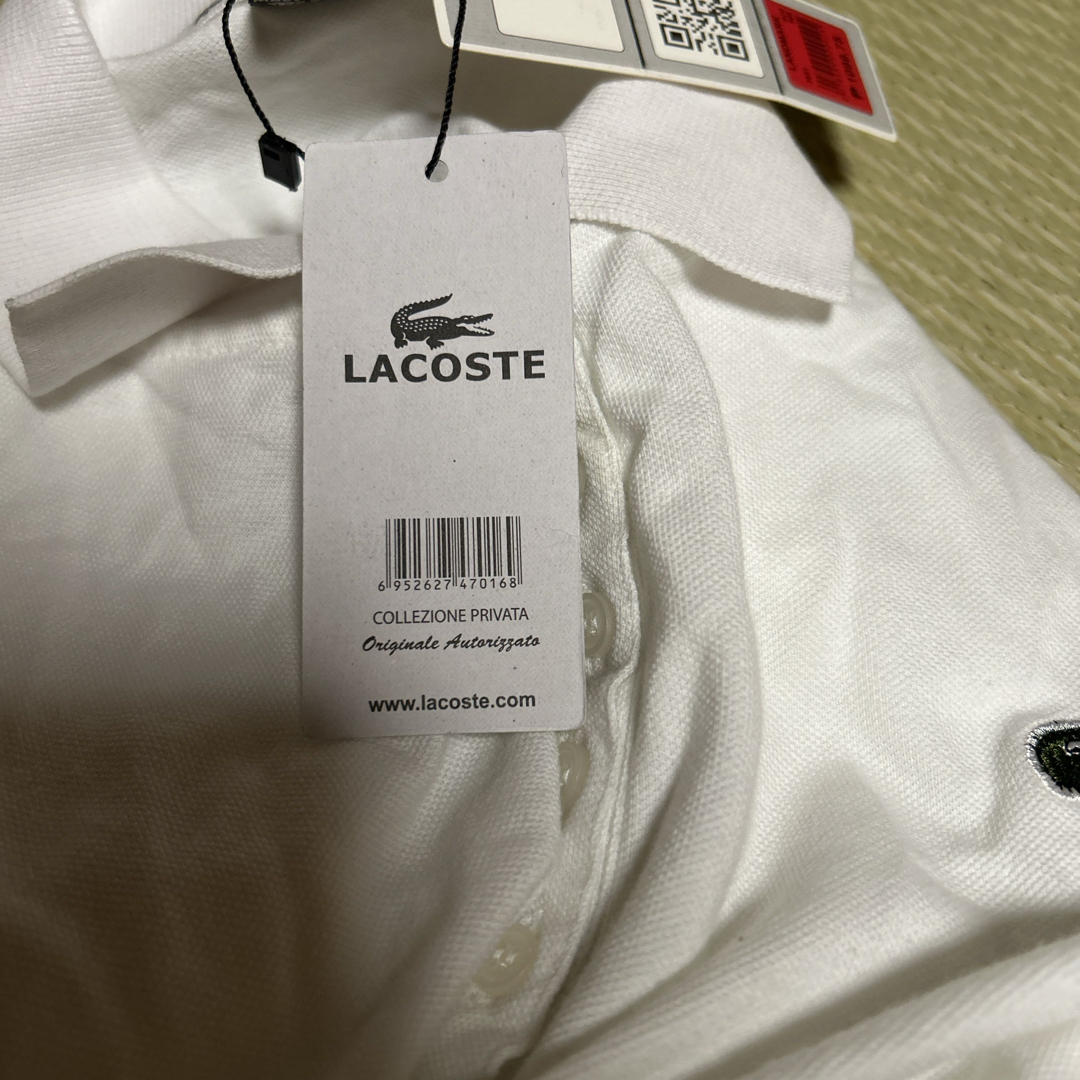 LACOSTE
6 952627 470168
COLLEZIONE PRIVATA
Originale Autorizzato
www.lacoste.com